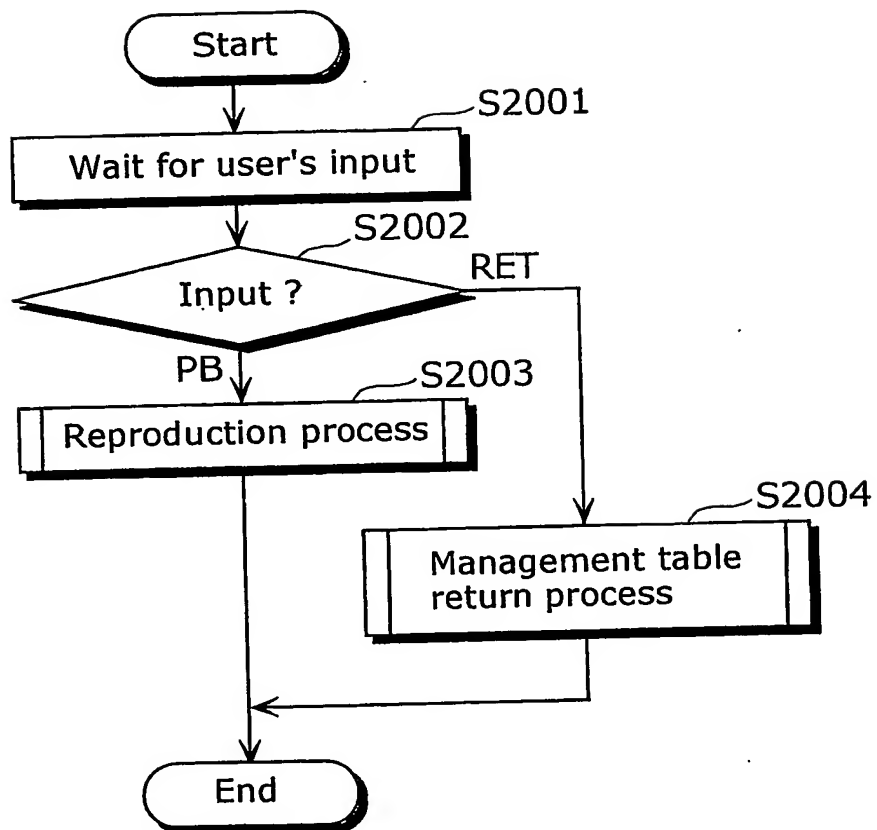 Start
S2001
Wait for user's input
S2002
Input ?
RET
PB
S2003
Reproduction process
S2004
Management table
return process
End